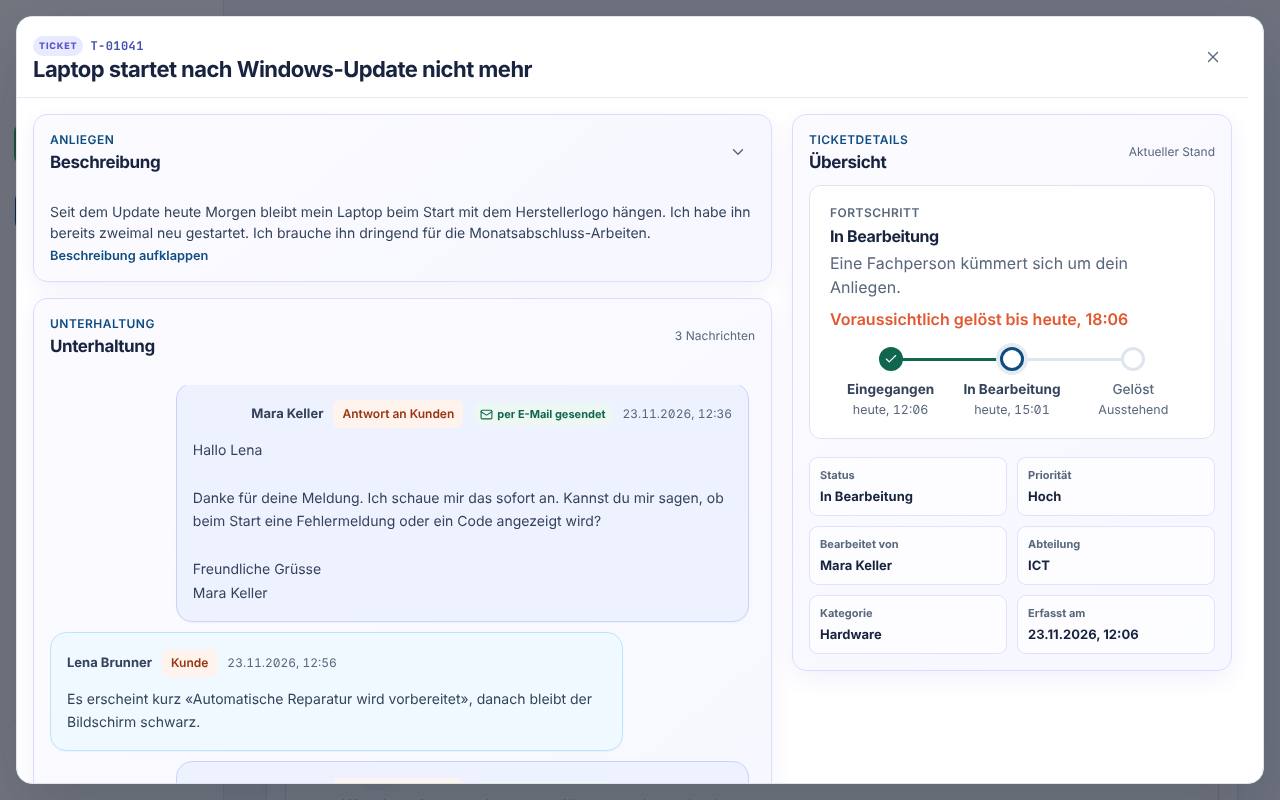 TICKET T-01041
Laptop startet nach Windows-Update nicht mehr
ANLIEGEN
Beschreibung
Seit dem Update heute Morgen bleibt mein Laptop beim Start mit dem Herstellerlogo hängen. Ich habe ihn
bereits zweimal neu gestartet. Ich brauche ihn dringend für die Monatsabschluss-Arbeiten.
Beschreibung aufklappen
UNTERHALTUNG
Unterhaltung
3 Nachrichten
Mara Keller Antwort an Kunden per E-Mail gesendet 23.11.2026, 12:36
Hallo Lena
Danke für deine Meldung. Ich schaue mir das sofort an. Kannst du mir sagen, ob
beim Start eine Fehlermeldung oder ein Code angezeigt wird?
Freundliche Grüsse
Mara Keller
Lena Brunner Kunde 23.11.2026, 12:56
Es erscheint kurz «Automatische Reparatur wird vorbereitet», danach bleibt der
Bildschirm schwarz.
TICKETDETAILS
Übersicht
Aktueller Stand
FORTSCHRITT
In Bearbeitung
Eine Fachperson kümmert sich um dein
Anliegen.
Voraussichtlich gelöst bis heute, 18:06
Eingegangen In Bearbeitung Gelöst
heute, 12:06 heute, 15:01 Ausstehend
Status Priorität
In Bearbeitung Hoch
Bearbeitet von Abteilung
Mara Keller ICT
Kategorie Erfasst am
Hardware 23.11.2026, 12:06